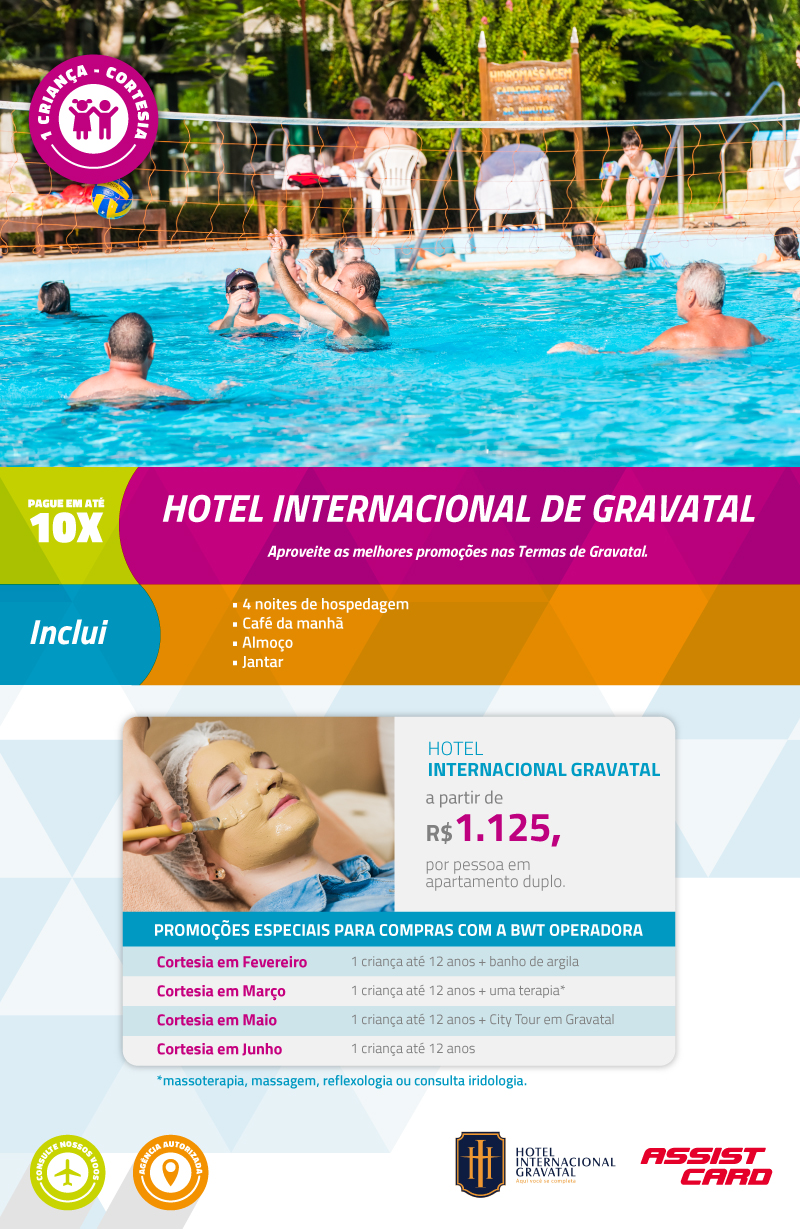 1 CRIANÇA - CORTESIA
HIDROMASSAGEM
PAGUE EM ATÉ
10X
HOTEL INTERNACIONAL DE GRAVATAL
Aproveite as melhores promoções nas Termas de Gravatal.
Inclui
• 4 noites de hospedagem
• Café da manhã
• Almoço
• Jantar
HOTEL
INTERNACIONAL GRAVATAL
a partir de
R$1.125,
por pessoa em
apartamento duplo.
PROMOÇÕES ESPECIAIS PARA COMPRAS COM A BWT OPERADORA
Cortesia em Fevereiro 1 criança até 12 anos + banho de argila
Cortesia em Março 1 criança até 12 anos + uma terapia*
Cortesia em Maio 1 criança até 12 anos + City Tour em Gravatal
Cortesia em Junho 1 criança até 12 anos
*massoterapia, massagem, reflexologia ou consulta iridologia.
CONSULTE NOSSOS VOOS
AGÊNCIA AUTORIZADA
HOTEL
INTERNACIONAL
GRAVATAL
Aqui você se completa
ASSIST
CARD